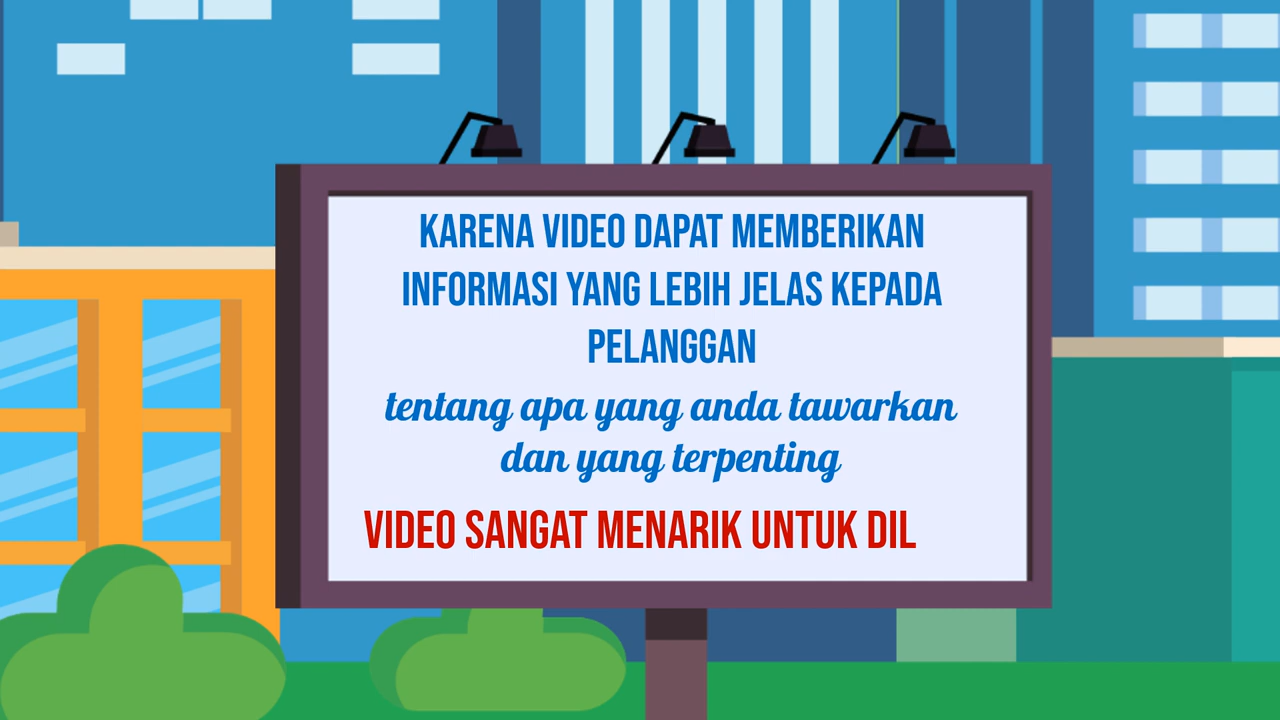 KARENA VIDEO DAPAT MEMBERIKAN
INFORMASI YANG LEBIH JELAS KEPADA
PELANGGAN
tentang apa yang anda tawarkan
dan yang terpenting
VIDEO SANGAT MENARIK UNTUK DIL